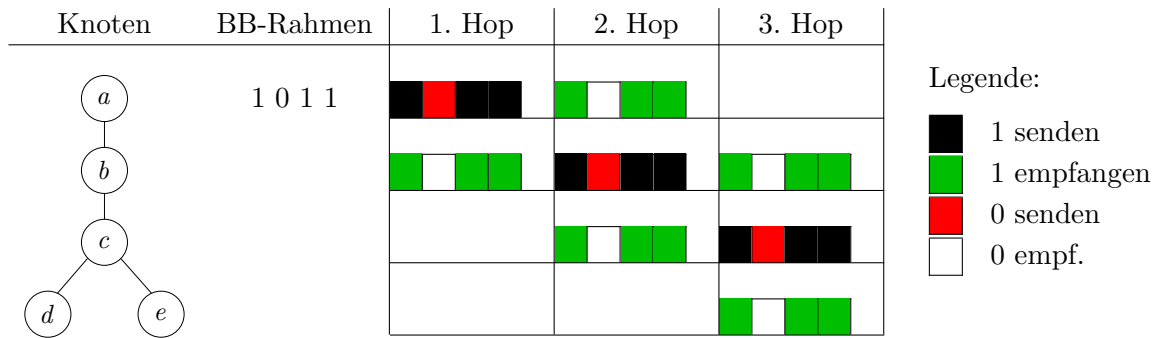 Knoten BB-Rahmen 1. Hop 2. Hop 3. Hop
Legende:
a 1 0 1 1
1 senden
b
1 empfangen
0 senden
c
0 empf.
d e